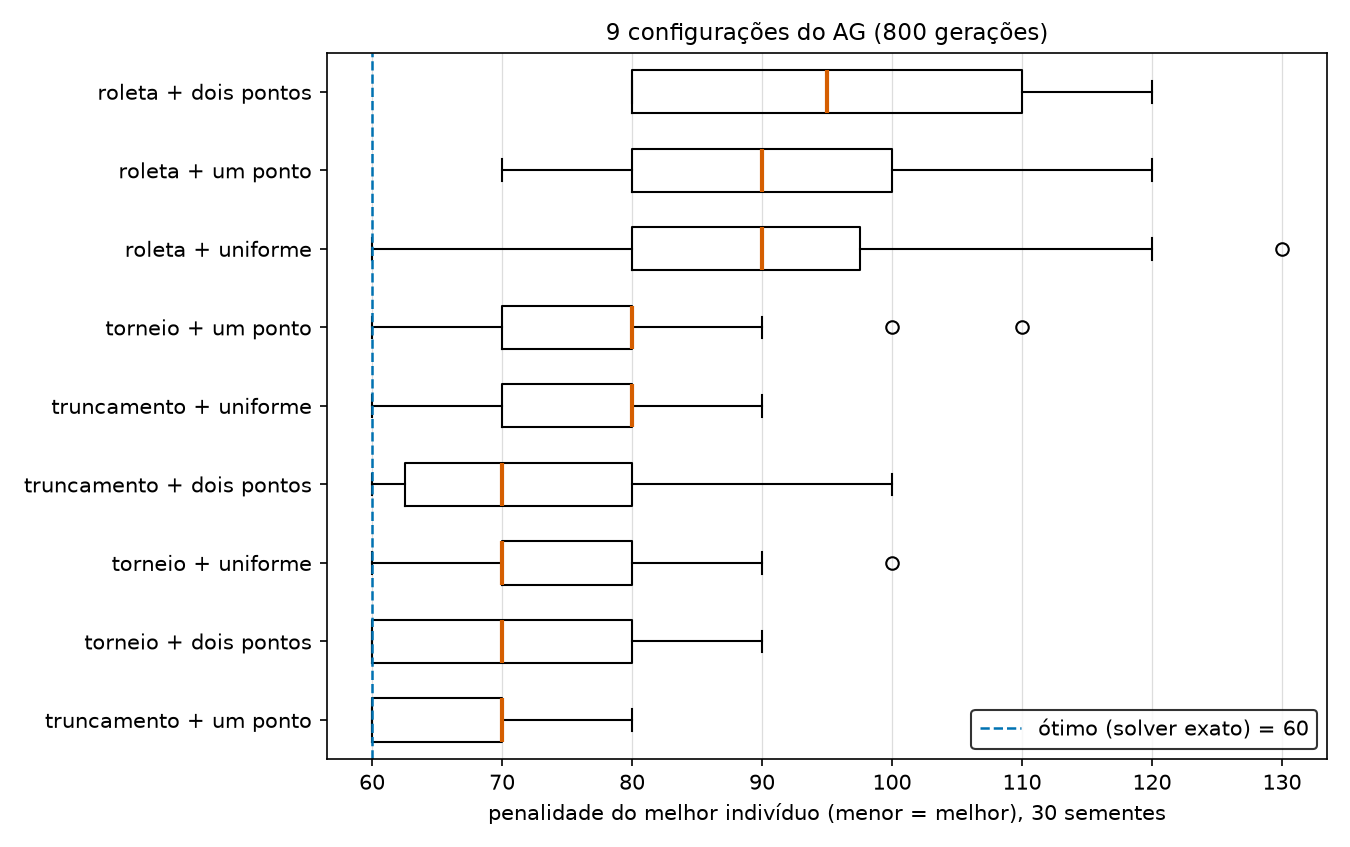 9 configurações do AG (800 gerações)
roleta + dois pontos
roleta + um ponto
roleta + uniforme
torneio + um ponto
truncamento + uniforme
truncamento + dois pontos
torneio + uniforme
torneio + dois pontos
truncamento + um ponto
ótimo (solver exato) = 60
60 70 80 90 100 110 120 130
penalidade do melhor indivíduo (menor = melhor), 30 sementes